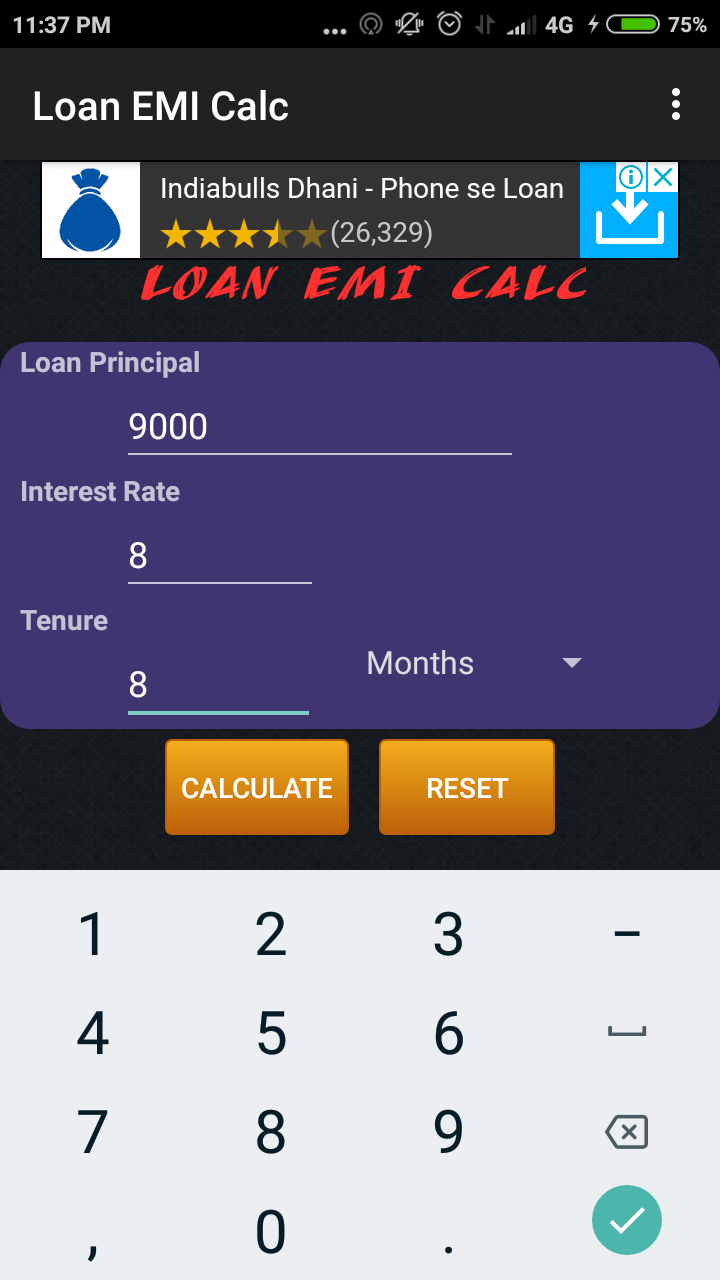 11:37 PM ... 4G 75%
Loan EMI Calc
Indiabulls Dhani - Phone se Loan
(26,329)
LOAN EMI CALC
Loan Principal
9000
Interest Rate
8
Tenure
Months
8
CALCULATE RESET
1 2 3 –
4 5 6
7 8 9
, 0 .